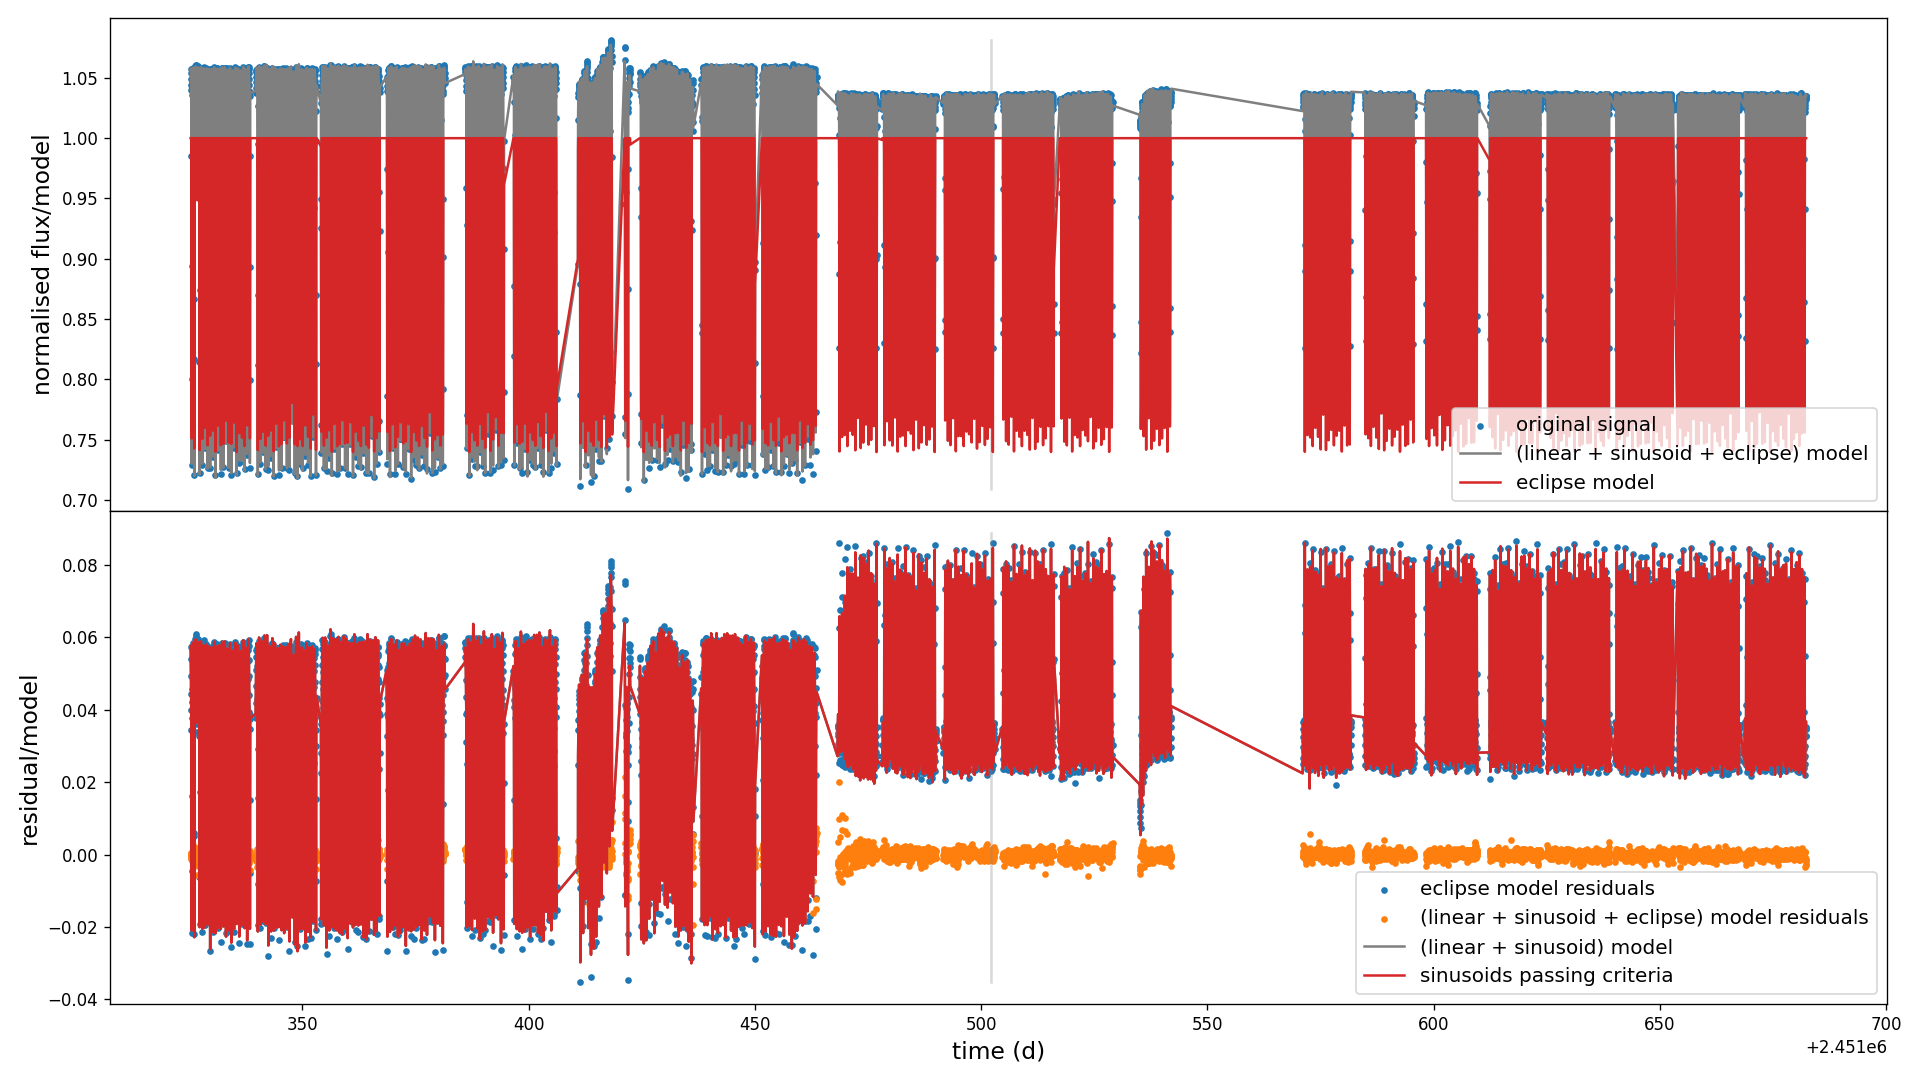 normalised flux/model
1.05
1.00
0.95
0.90
0.85
0.80
0.75
0.70
original signal
(linear + sinusoid + eclipse) model
eclipse model
residual/model
0.08
0.06
0.04
0.02
0.00
−0.02
−0.04
eclipse model residuals
(linear + sinusoid + eclipse) model residuals
(linear + sinusoid) model
sinusoids passing criteria
350 400 450 500 550 600 650 700
time (d)
+2.451e6